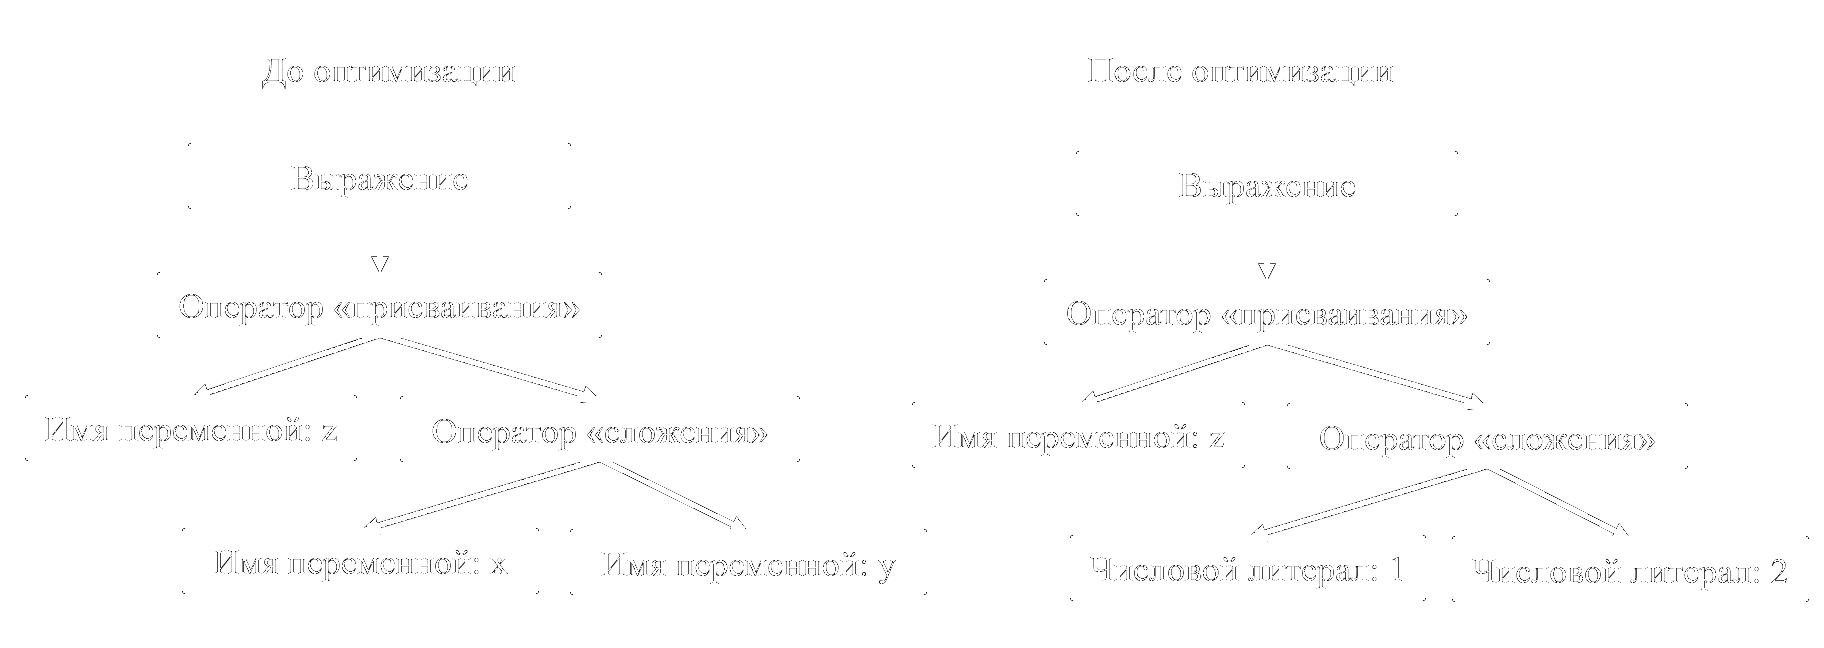 До оптимизации
Выражение
Оператор «присваивания»
Имя переменной: z
Оператор «сложения»
Имя переменной: x
Имя переменной: y
После оптимизации
Выражение
Оператор «присваивания»
Имя переменной: z
Оператор «сложения»
Числовой литерал: 1
Числовой литерал: 2